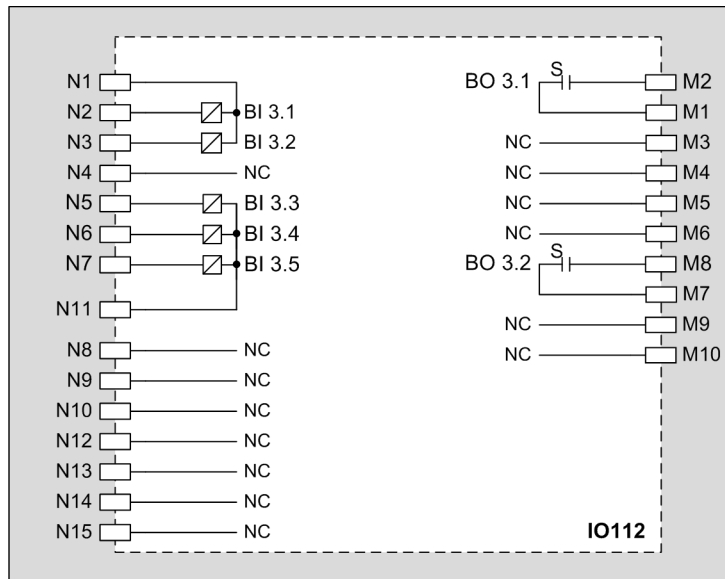 N1 BO 3.1 S M2
N2 BI 3.1 M1
N3 BI 3.2 NC M3
N4 NC NC M4
N5 BI 3.3 NC M5
N6 BI 3.4 NC M6
N7 BI 3.5 BO 3.2 S M8
M7
N11 NC M9
N8 NC NC M10
N9 NC
N10 NC
N12 NC
N13 NC
N14 NC
N15 NC IO112